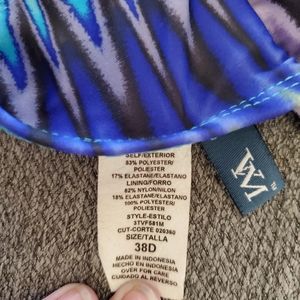 SELF/EXTERIOR
83% POLYESTER/
POLIESTER
17% ELASTANE/ELASTANO
LINING/FORRO
82% NYLON/NILON
18% ELASTANE/ELASTANO
100% POLYESTER/
POLIESTER
STYLE-ESTILO
3TVF581M
CUT-CORTE 020360
SIZE/TALLA
38D
MADE IN INDONESIA
HECHO EN INDONESIA
OVER FOR CARE
CUIDADO AL REVERSO